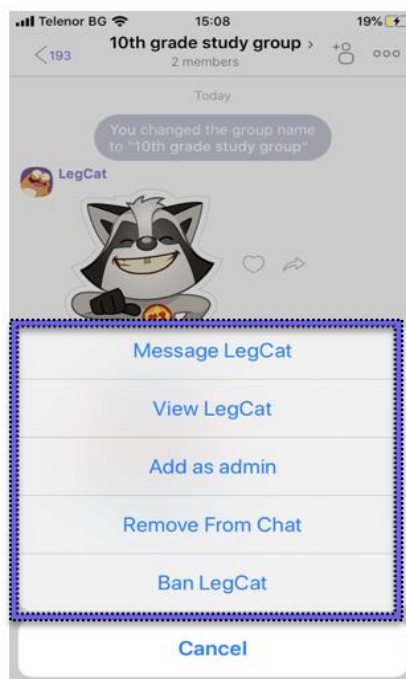 Telenor BG 15:08 19%
193 10th grade study group
2 members
Today
You changed the group name
to "10th grade study group"
LegCat
#3
Message LegCat
View LegCat
Add as admin
Remove From Chat
Ban LegCat
Cancel